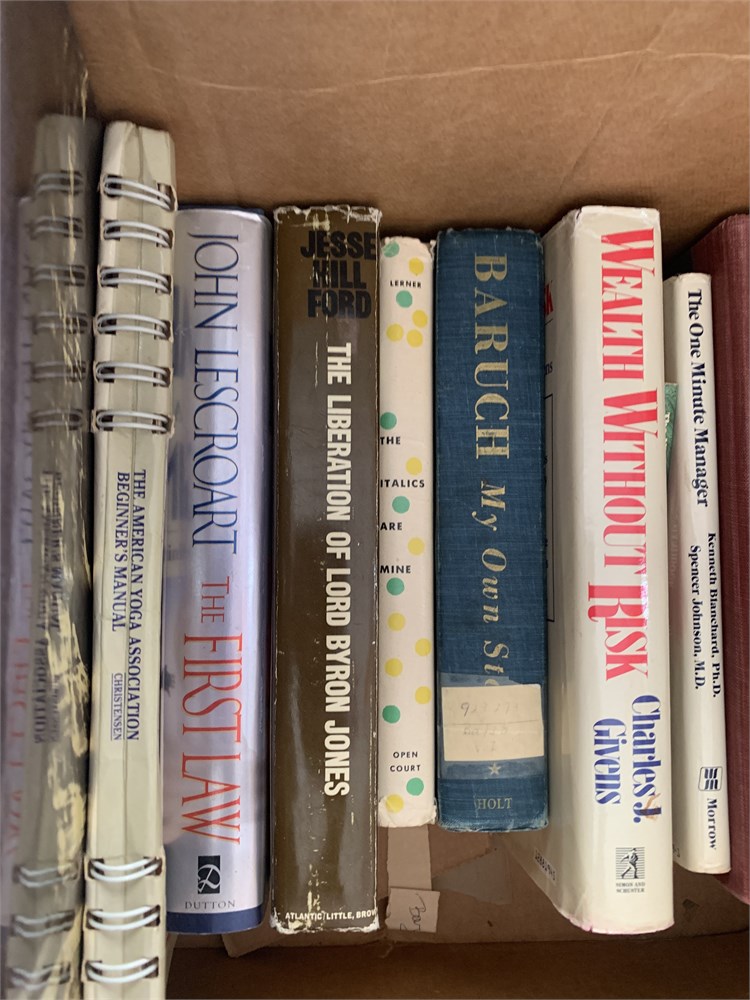 THE AMERICAN YOGA ASSOCIATION
BEGINNER'S MANUAL
CHRISTENSEN
JOHN LESCROART
THE FIRST LAW
DUTTON
JESSE
HILL
FORD
THE LIBERATION OF LORD BYRON JONES
ATLANTIC/LITTLE, BROW
LERNER
THE
ITALICS
ARE
MINE
OPEN
COURT
BARUCH My Own St
HOLT
WEALTH WITHOUT RISK
Charles J.
Givens
SIMON AND
SCHUSTER
The One Minute Manager
Kenneth Blanchard, Ph.D.
Spencer Johnson, M.D.
Morrow